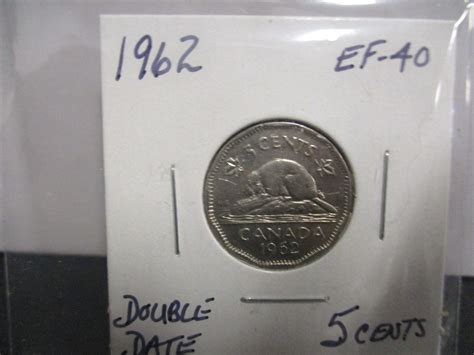 1962 EF-40
5 CENTS
CANADA
1962
DOUBLE
DATE 5 CENTS